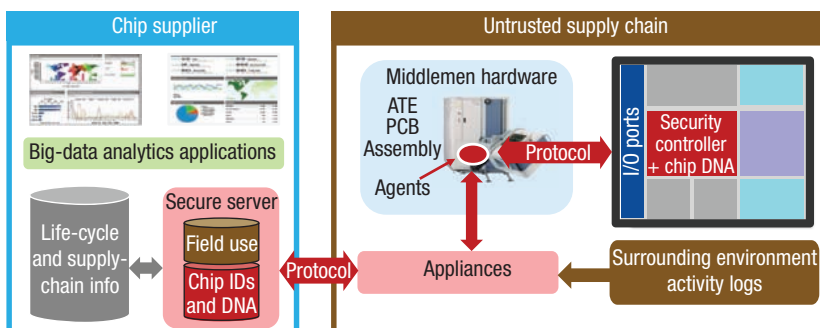 Chip supplier
Big-data analytics applications
Life-cycle
and supply-
chain info
Secure server
Field use
Chip IDs
and DNA
Protocol
Untrusted supply chain
Middlemen hardware
ATE
PCB
Assembly
Agents
Protocol
I/O ports
Security
controller
+ chip DNA
Appliances
Surrounding environment
activity logs